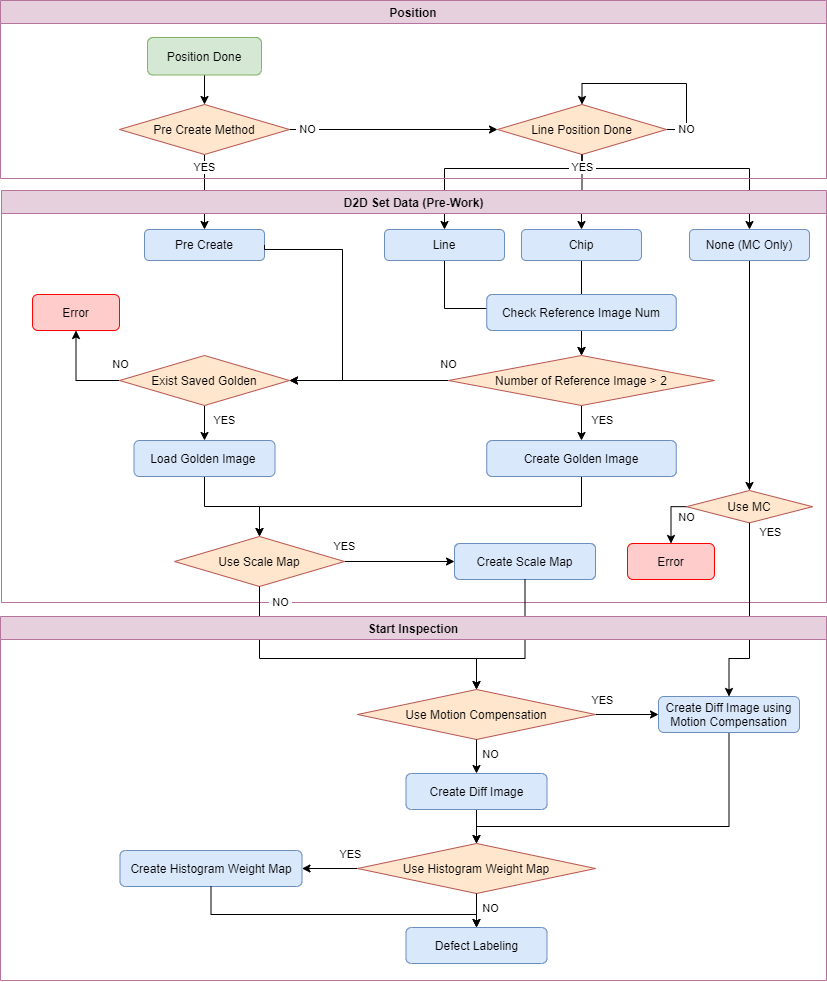 Position
Position Done
Pre Create Method
NO
Line Position Done
NO
YES
YES
D2D Set Data (Pre-Work)
Pre Create
Line
Chip
None (MC Only)
Error
Check Reference Image Num
NO
Exist Saved Golden
NO
Number of Reference Image > 2
YES
YES
Load Golden Image
Create Golden Image
Use MC
NO
YES
Use Scale Map
YES
Create Scale Map
Error
NO
Start Inspection
Use Motion Compensation
YES
Create Diff Image using
Motion Compensation
NO
Create Diff Image
YES
Create Histogram Weight Map
Use Histogram Weight Map
NO
Defect Labeling